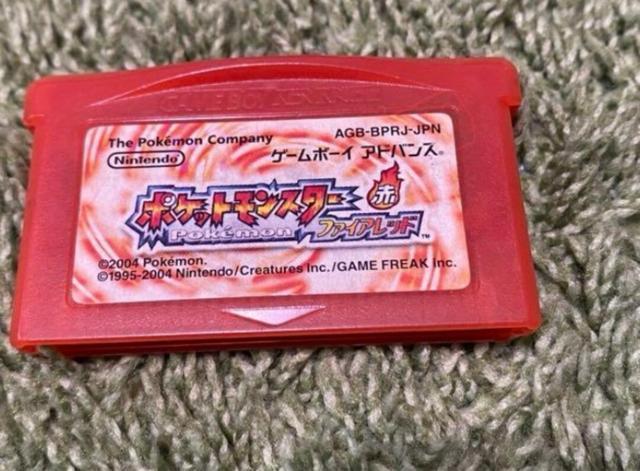 GAME BOY ADVANCE
The Pokémon Company
AGB-BPRJ-JPN
Nintendo
ゲームボーイ アドバンス®
ポケットモンスター
赤
Pokémon
ファイアレッド™
©2004 Pokémon.
©1995-2004 Nintendo/Creatures Inc./GAME FREAK inc.